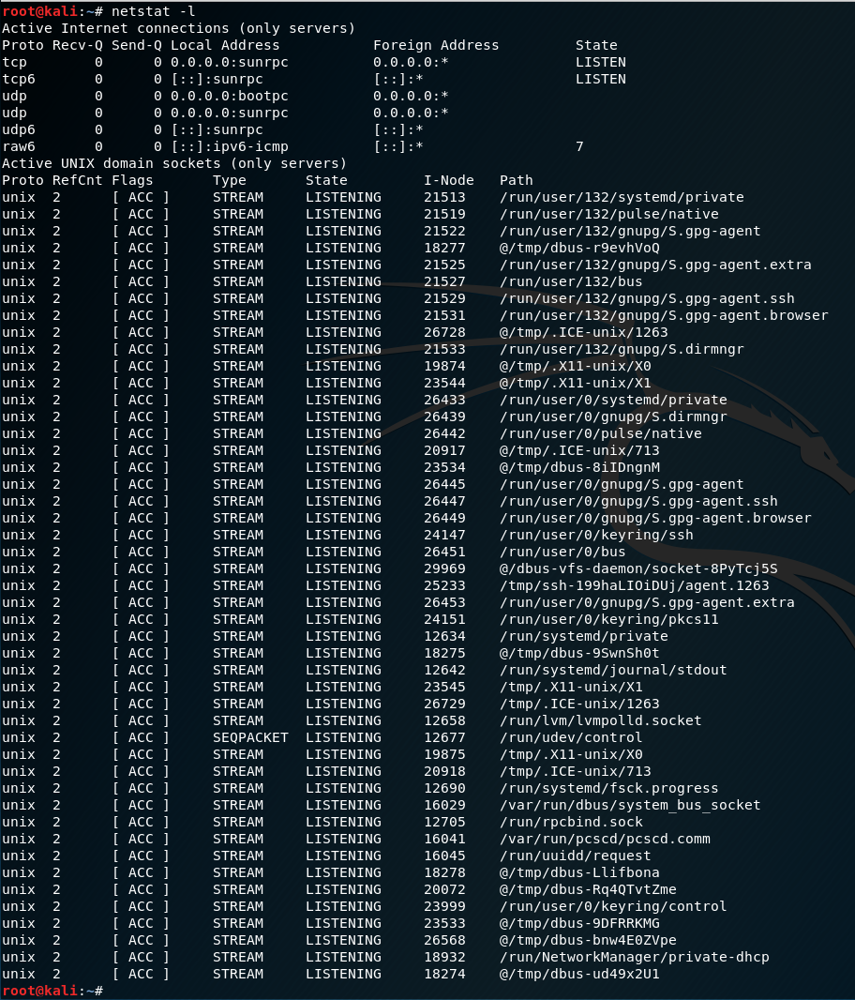 root@kali:~# netstat -l
Active Internet connections (only servers)
Proto Recv-Q Send-Q Local Address           Foreign Address         State
tcp        0      0 0.0.0.0:sunrpc          0.0.0.0:*               LISTEN
tcp6       0      0 [::]:sunrpc             [::]:*                  LISTEN
udp        0      0 0.0.0.0:bootpc          0.0.0.0:*
udp        0      0 0.0.0.0:sunrpc          0.0.0.0:*
udp6       0      0 [::]:sunrpc             [::]:*
raw6       0      0 [::]:ipv6-icmp          [::]:*                  7
Active UNIX domain sockets (only servers)
Proto RefCnt Flags       Type       State         I-Node   Path
unix  2      [ ACC ]     STREAM     LISTENING     21513    /run/user/132/systemd/private
unix  2      [ ACC ]     STREAM     LISTENING     21519    /run/user/132/pulse/native
unix  2      [ ACC ]     STREAM     LISTENING     21522    /run/user/132/gnupg/S.gpg-agent
unix  2      [ ACC ]     STREAM     LISTENING     18277    @/tmp/dbus-r9evhVoQ
unix  2      [ ACC ]     STREAM     LISTENING     21525    /run/user/132/gnupg/S.gpg-agent.extra
unix  2      [ ACC ]     STREAM     LISTENING     21527    /run/user/132/bus
unix  2      [ ACC ]     STREAM     LISTENING     21529    /run/user/132/gnupg/S.gpg-agent.ssh
unix  2      [ ACC ]     STREAM     LISTENING     21531    /run/user/132/gnupg/S.gpg-agent.browser
unix  2      [ ACC ]     STREAM     LISTENING     26728    @/tmp/.ICE-unix/1263
unix  2      [ ACC ]     STREAM     LISTENING     21533    /run/user/132/gnupg/S.dirmngr
unix  2      [ ACC ]     STREAM     LISTENING     19874    @/tmp/.X11-unix/X0
unix  2      [ ACC ]     STREAM     LISTENING     23544    @/tmp/.X11-unix/X1
unix  2      [ ACC ]     STREAM     LISTENING     26433    /run/user/0/systemd/private
unix  2      [ ACC ]     STREAM     LISTENING     26439    /run/user/0/gnupg/S.dirmngr
unix  2      [ ACC ]     STREAM     LISTENING     26442    /run/user/0/pulse/native
unix  2      [ ACC ]     STREAM     LISTENING     20917    @/tmp/.ICE-unix/713
unix  2      [ ACC ]     STREAM     LISTENING     23534    @/tmp/dbus-8iIDngnM
unix  2      [ ACC ]     STREAM     LISTENING     26445    /run/user/0/gnupg/S.gpg-agent
unix  2      [ ACC ]     STREAM     LISTENING     26447    /run/user/0/gnupg/S.gpg-agent.ssh
unix  2      [ ACC ]     STREAM     LISTENING     26449    /run/user/0/gnupg/S.gpg-agent.browser
unix  2      [ ACC ]     STREAM     LISTENING     24147    /run/user/0/keyring/ssh
unix  2      [ ACC ]     STREAM     LISTENING     26451    /run/user/0/bus
unix  2      [ ACC ]     STREAM     LISTENING     29969    @/dbus-vfs-daemon/socket-8PyTcj5S
unix  2      [ ACC ]     STREAM     LISTENING     25233    /tmp/ssh-199haLIOiDUj/agent.1263
unix  2      [ ACC ]     STREAM     LISTENING     26453    /run/user/0/gnupg/S.gpg-agent.extra
unix  2      [ ACC ]     STREAM     LISTENING     24151    /run/user/0/keyring/pkcs11
unix  2      [ ACC ]     STREAM     LISTENING     12634    /run/systemd/private
unix  2      [ ACC ]     STREAM     LISTENING     18275    @/tmp/dbus-9SwnSh0t
unix  2      [ ACC ]     STREAM     LISTENING     12642    /run/systemd/journal/stdout
unix  2      [ ACC ]     STREAM     LISTENING     23545    /tmp/.X11-unix/X1
unix  2      [ ACC ]     STREAM     LISTENING     26729    /tmp/.ICE-unix/1263
unix  2      [ ACC ]     STREAM     LISTENING     12658    /run/lvm/lvmpolld.socket
unix  2      [ ACC ]     SEQPACKET  LISTENING     12677    /run/udev/control
unix  2      [ ACC ]     STREAM     LISTENING     19875    /tmp/.X11-unix/X0
unix  2      [ ACC ]     STREAM     LISTENING     20918    /tmp/.ICE-unix/713
unix  2      [ ACC ]     STREAM     LISTENING     12690    /run/systemd/fsck.progress
unix  2      [ ACC ]     STREAM     LISTENING     16029    /var/run/dbus/system_bus_socket
unix  2      [ ACC ]     STREAM     LISTENING     12705    /run/rpcbind.sock
unix  2      [ ACC ]     STREAM     LISTENING     16041    /var/run/pcscd/pcscd.comm
unix  2      [ ACC ]     STREAM     LISTENING     16045    /run/uuidd/request
unix  2      [ ACC ]     STREAM     LISTENING     18278    @/tmp/dbus-Llifbona
unix  2      [ ACC ]     STREAM     LISTENING     20072    @/tmp/dbus-Rq4QTvtZme
unix  2      [ ACC ]     STREAM     LISTENING     23999    /run/user/0/keyring/control
unix  2      [ ACC ]     STREAM     LISTENING     23533    @/tmp/dbus-9DFRRKMG
unix  2      [ ACC ]     STREAM     LISTENING     26568    @/tmp/dbus-bnw4E0ZVpe
unix  2      [ ACC ]     STREAM     LISTENING     18932    /run/NetworkManager/private-dhcp
unix  2      [ ACC ]     STREAM     LISTENING     18274    @/tmp/dbus-ud49x2U1
root@kali:~#